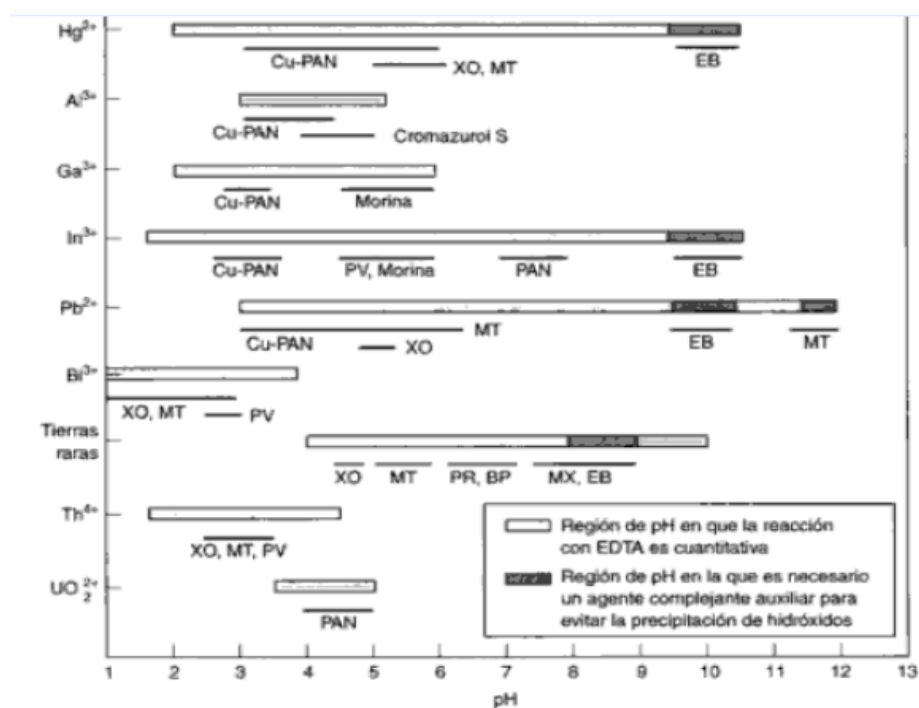 Hg2+
Cu-PAN
XO, MT
EB
Al3+
Cu-PAN
Cromazurol S
Ga3+
Cu-PAN
Morina
In3+
Cu-PAN
PV, Morina
PAN
EB
Pb2+
MT
Cu-PAN
XO
EB
MT
Bi3+
XO, MT
PV
Tierras
raras
XO
MT
PR, BP
MX, EB
Th4+
XO, MT, PV
UO2 2+
PAN
Región de pH en que la reacción
con EDTA es cuantitativa
Región de pH en la que es necesario
un agente complejante auxiliar para
evitar la precipitación de hidróxidos
1 2 3 4 5 6 7 8 9 10 11 12 13
pH